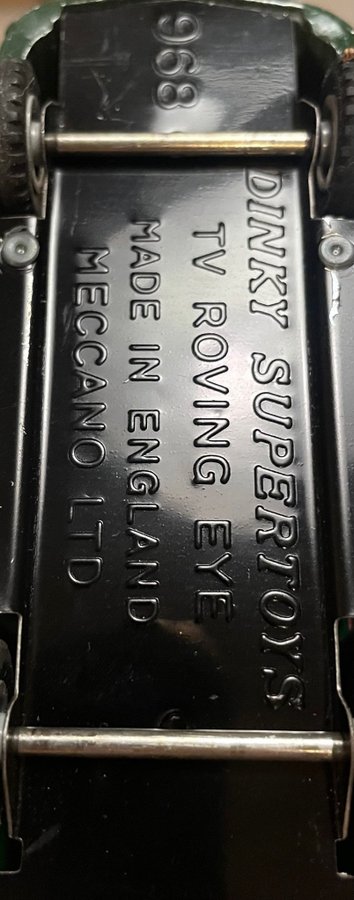 968
DINKY SUPERTOYS
TV ROVING EYE
MADE IN ENGLAND
MECCANO LTD